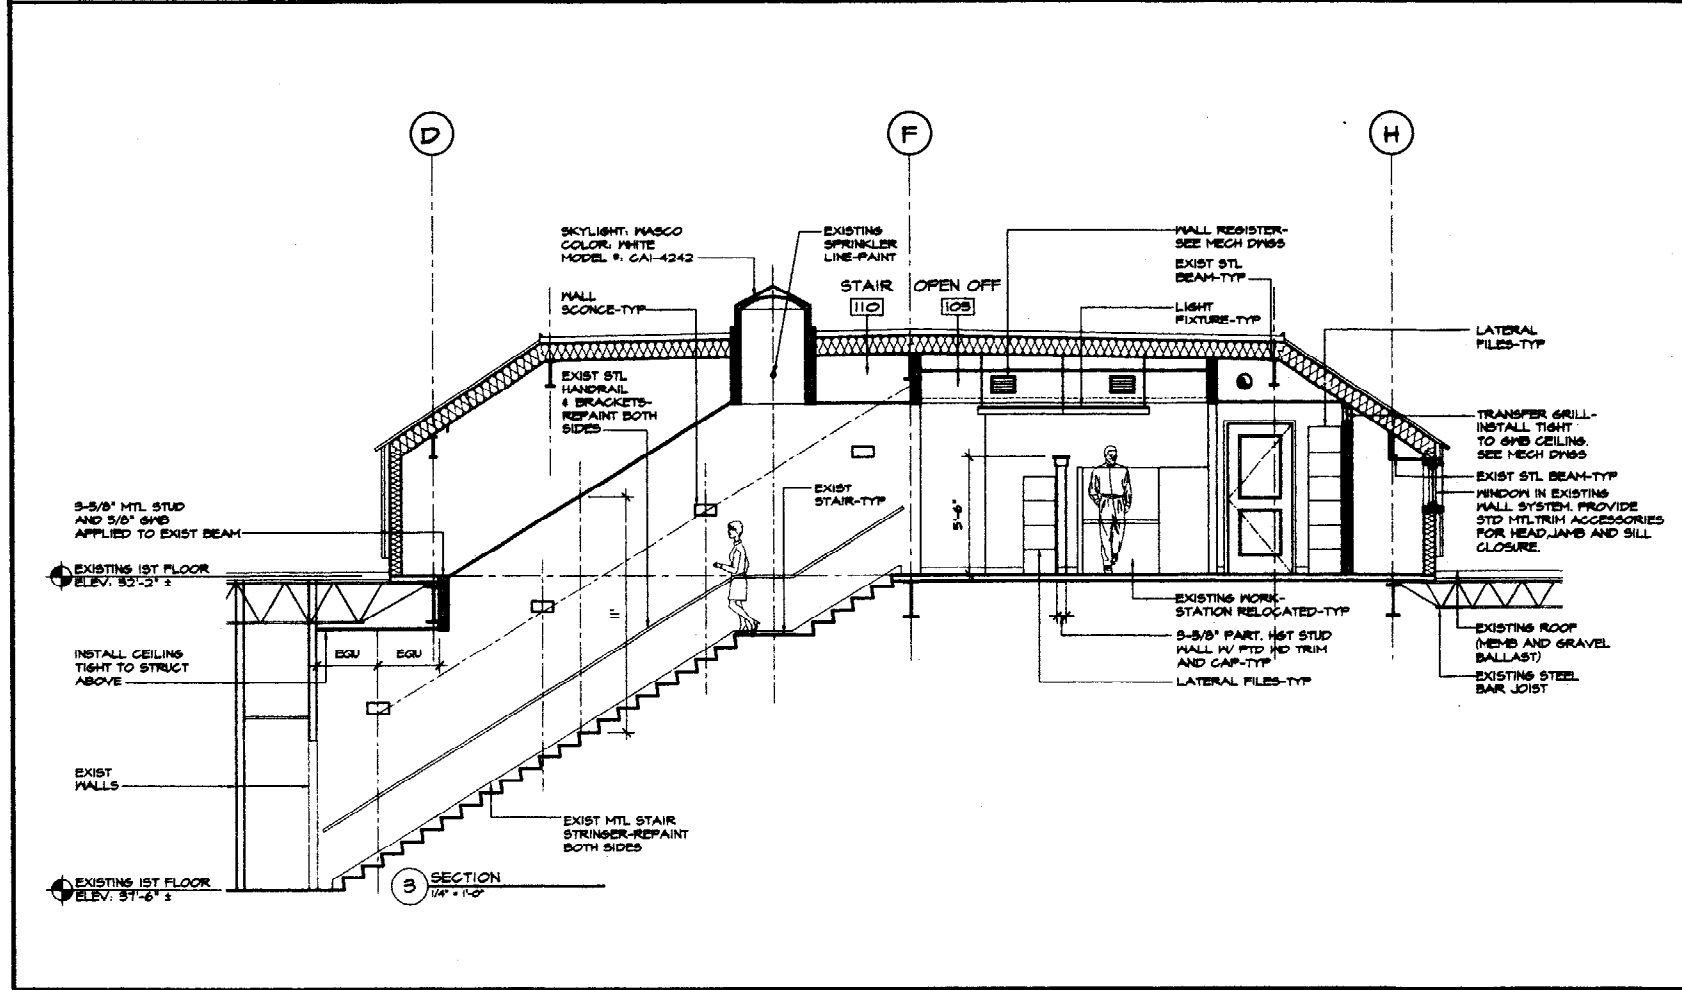 D
F
H
SKYLIGHT: WASCO
COLOR: WHITE
MODEL #: CA1-4242
EXISTING
SPRINKLER
LINE-PAINT
WALL REGISTER-
SEE MECH DWGS
EXIST STL
BEAM-TYP
STAIR
110
OPEN OFF
105
WALL
SCONCE-TYP
LIGHT
FIXTURE-TYP
LATERAL
FILES-TYP
EXIST STL
HANDRAIL
& BRACKETS-
REPAINT BOTH
SIDES
TRANSFER GRILL-
INSTALL TIGHT
TO GWB CEILING.
SEE MECH DWGS
EXIST STL BEAM-TYP
WINDOW IN EXISTING
WALL SYSTEM. PROVIDE
STD MTL.TRIM ACCESSORIES
FOR HEAD,JAMB AND SILL
CLOSURE.
EXIST
STAIR-TYP
5'-6"
3-5/8" MTL STUD
AND 5/8" GWB
APPLIED TO EXIST BEAM
EXISTING 1ST FLOOR
ELEV: 52'-2" ±
EXISTING WORK-
STATION RELOCATED-TYP
3-5/8" PART. HGT STUD
WALL W/ PTD WD TRIM
AND CAP-TYP
LATERAL FILES-TYP
EXISTING ROOF
(MEMB AND GRAVEL
BALLAST)
EXISTING STEEL
BAR JOIST
INSTALL CEILING
TIGHT TO STRUCT
ABOVE
EQU
EQU
EXIST
WALLS
EXIST MTL STAIR
STRINGER-REPAINT
BOTH SIDES
EXISTING 1ST FLOOR
ELEV: 37'-6" ±
3
SECTION
1/4" = 1'-0"